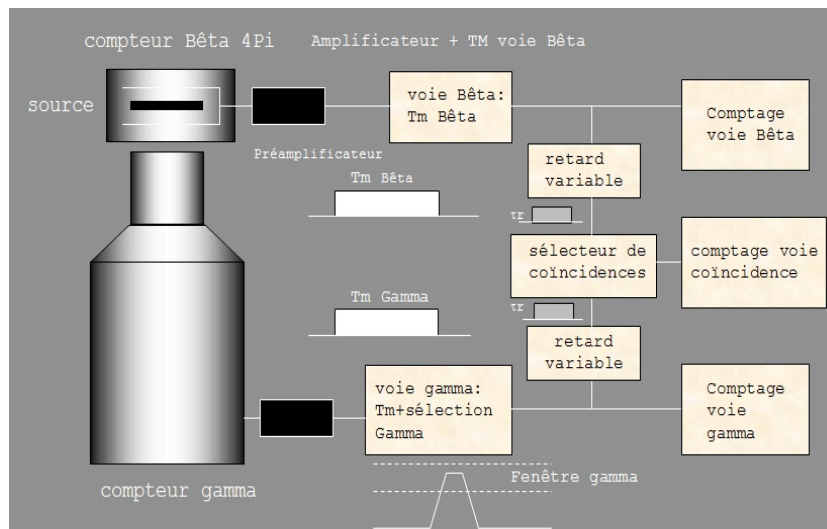 compteur Bêta 4Pi
Amplificateur + TM voie Bêta
source
voie Bêta:
Tm Bêta
Comptage
voie Bêta
Préamplificateur
Tm Bêta
retard
variable
τr
sélecteur de
coïncidences
comptage voie
coïncidence
Tm Gamma
τr
retard
variable
voie gamma:
Tm+sélection
Gamma
Comptage
voie
gamma
Fenêtre gamma
compteur gamma